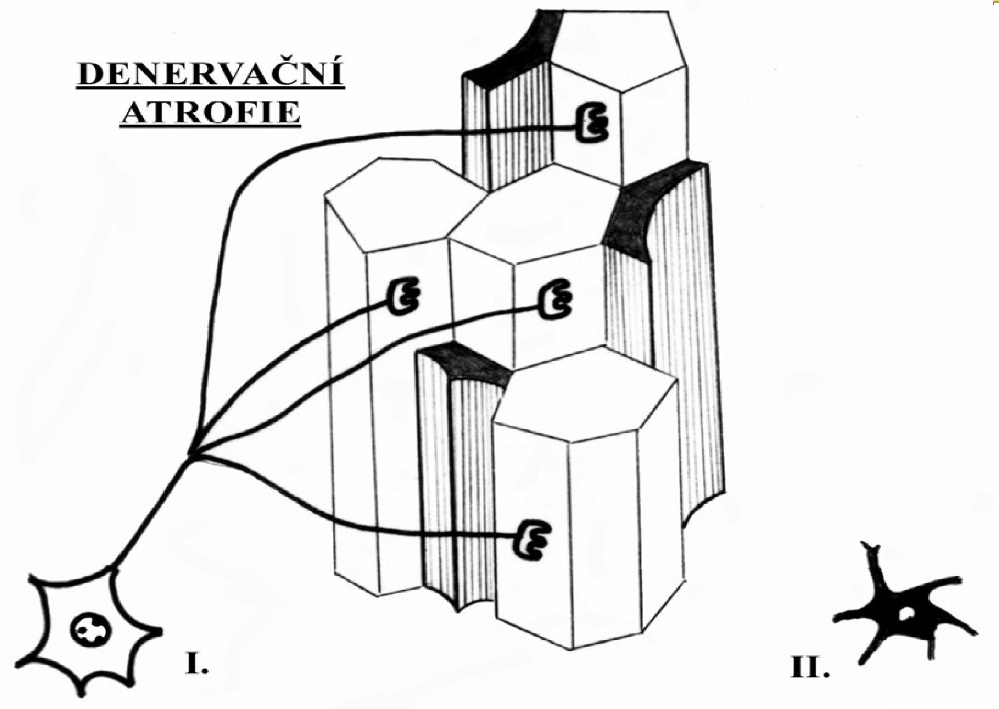 DENERVAČNÍ
ATROFIE
I.
II.